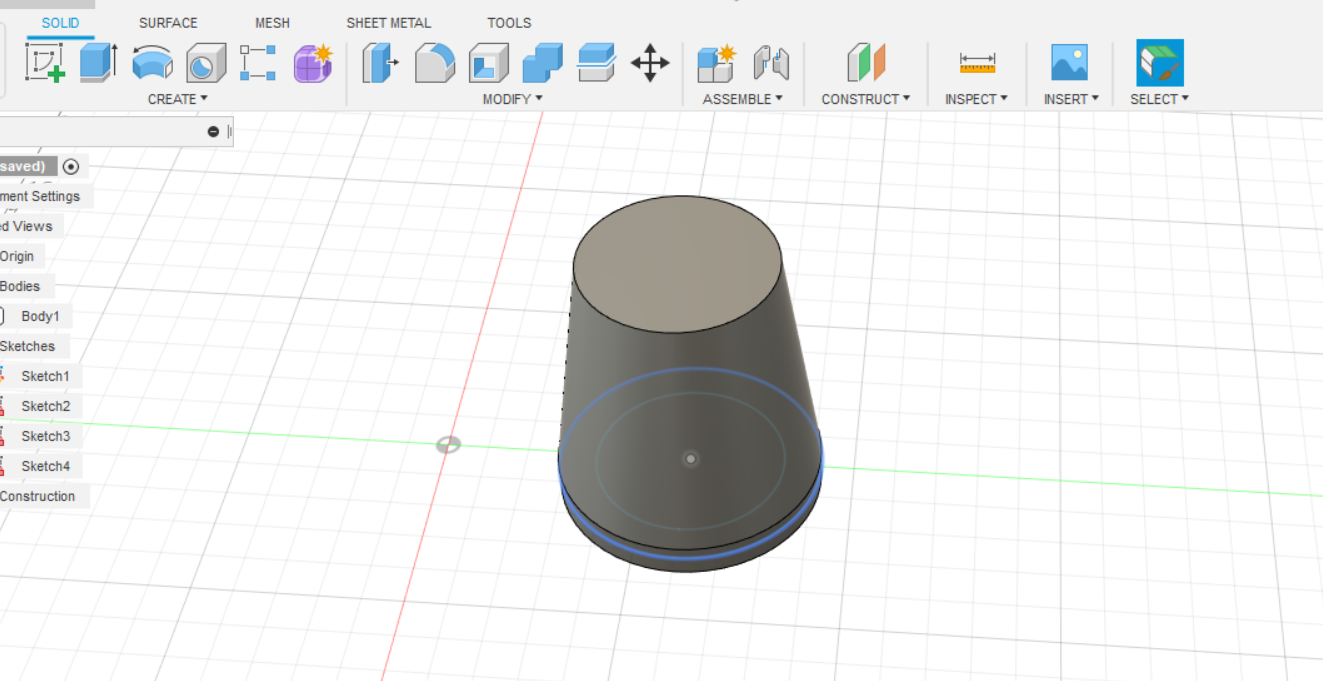 SOLID SURFACE MESH SHEET METAL TOOLS
CREATE MODIFY ASSEMBLE CONSTRUCT INSPECT INSERT SELECT
saved)
ment Settings
ed Views
Origin
Bodies
Body1
Sketches
Sketch1
Sketch2
Sketch3
Sketch4
Construction